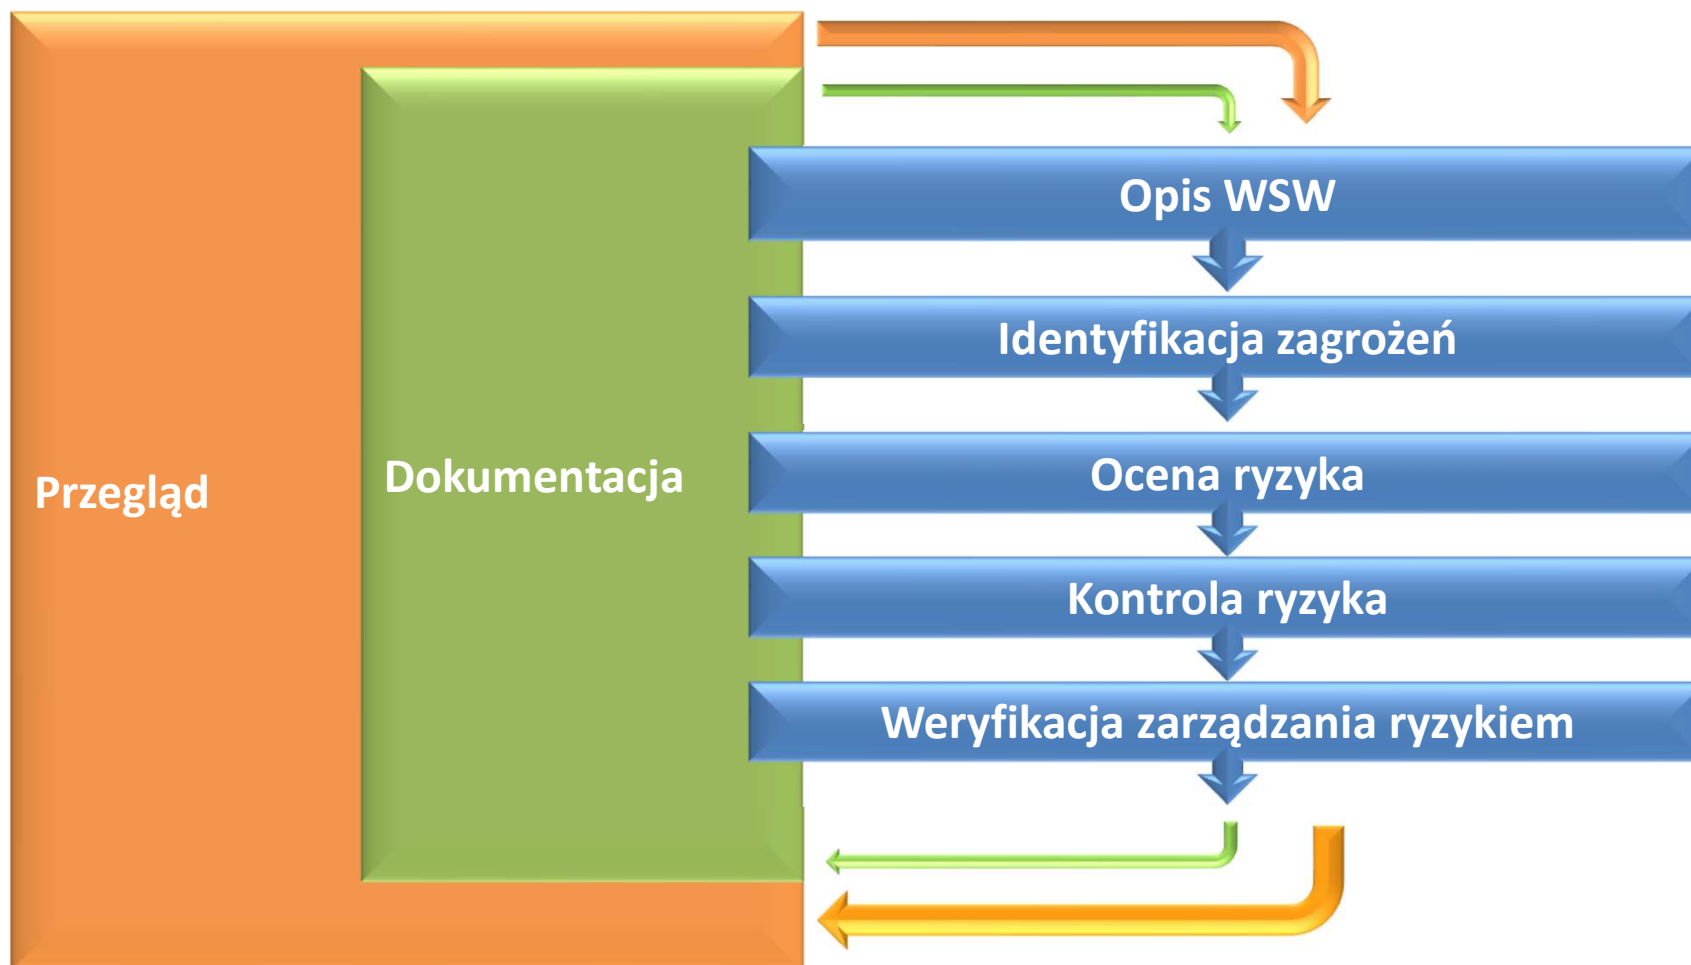 Przegląd
Dokumentacja
Opis WSW
Identyfikacja zagrożeń
Ocena ryzyka
Kontrola ryzyka
Weryfikacja zarządzania ryzykiem